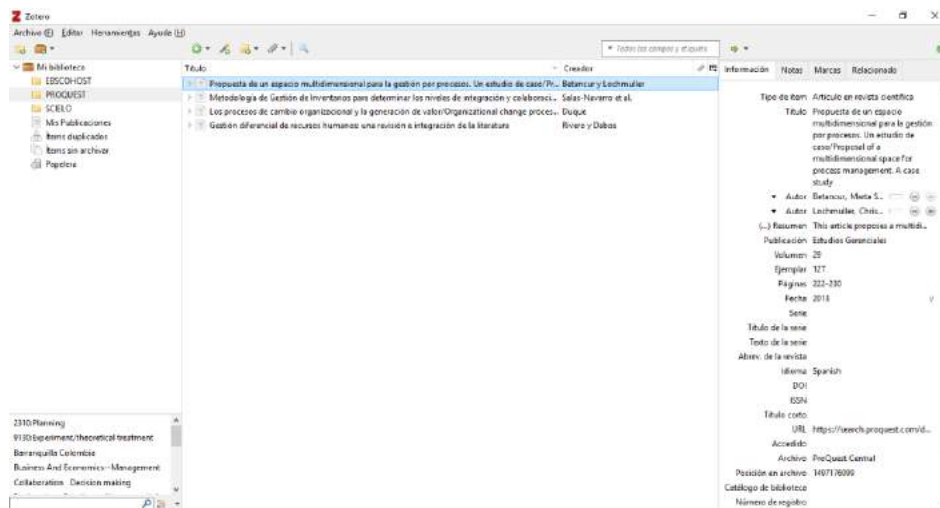 Zotero
Archivo (F) Editar Herramientas Ayuda (H)
Todos los campos y etiquetas
Mi biblioteca
EBSCOHOST
PROQUEST
SCIELO
Mis Publicaciones
Ítems duplicados
Ítems sin archivar
Papelera
Título Creador
Propuesta de un espacio multidimensional para la gestión por procesos. Un estudio de caso/Pr... Betancur y Lochmuller
Metodología de Gestión de Inventarios para determinar los niveles de integración y colaboraci... Salas-Navarro et al.
Los procesos de cambio organizacional y la generación de valor/Organizational change proces... Duque
Gestión diferencial de recursos humanos: una revisión e integración de la literatura Rivero y Dabos
Información Notas Marcas Relacionado
Tipo de ítem Artículo en revista científica
Título Propuesta de un espacio
multidimensional para la gestión
por procesos. Un estudio de
caso/Proposal of a
multidimensional space for
process management. A case
study
Autor Betancur, Marta S...
Autor Lochmuller, Chris...
(...) Resumen This article proposes a multidi...
Publicación Estudios Gerenciales
Volumen 29
Ejemplar 127
Páginas 222-230
Fecha 2013
Serie
Título de la serie
Texto de la serie
Abrev. de la revista
Idioma Spanish
DOI
ISSN
Título corto
URL https://search.proquest.com/d...
Accedido
Archivo ProQuest Central
Posición en archivo 1497176999
Catálogo de biblioteca
Número de registro
2310:Planning
9130:Experiment/theoretical treatment
Barranquilla Colombia
Business And Economics--Management
Collaboration Decision making